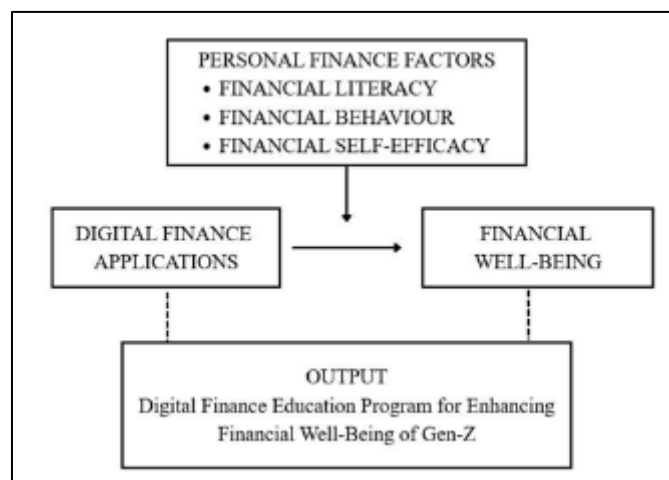 PERSONAL FINANCE FACTORS
• FINANCIAL LITERACY
• FINANCIAL BEHAVIOUR
• FINANCIAL SELF-EFFICACY
DIGITAL FINANCE
APPLICATIONS
FINANCIAL
WELL-BEING
OUTPUT
Digital Finance Education Program for Enhancing
Financial Well-Being of Gen-Z